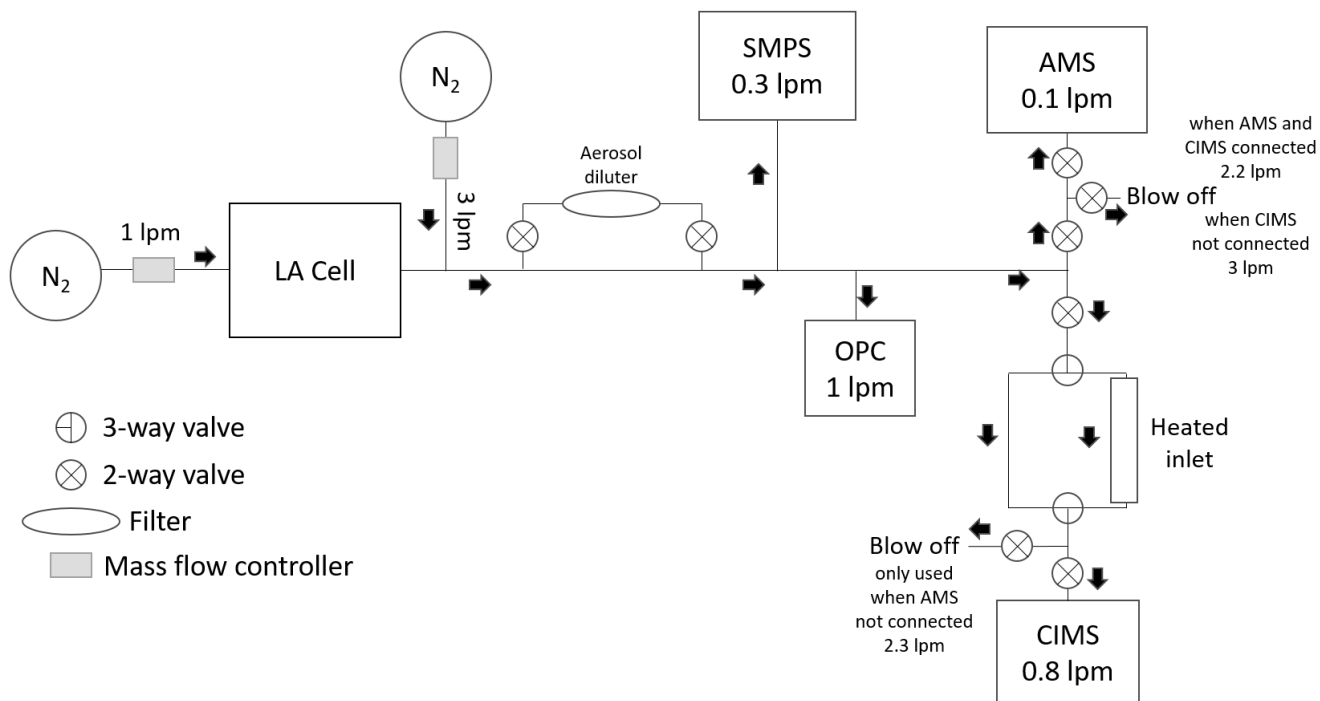 N2
SMPS
0.3 lpm
AMS
0.1 lpm
when AMS and
CIMS connected
2.2 lpm
Aerosol
diluter
3 lpm
Blow off
when CIMS
not connected
3 lpm
1 lpm
N2
LA Cell
OPC
1 lpm
3-way valve
2-way valve
Filter
Mass flow controller
Heated
inlet
Blow off
only used
when AMS
not connected
2.3 lpm
CIMS
0.8 lpm